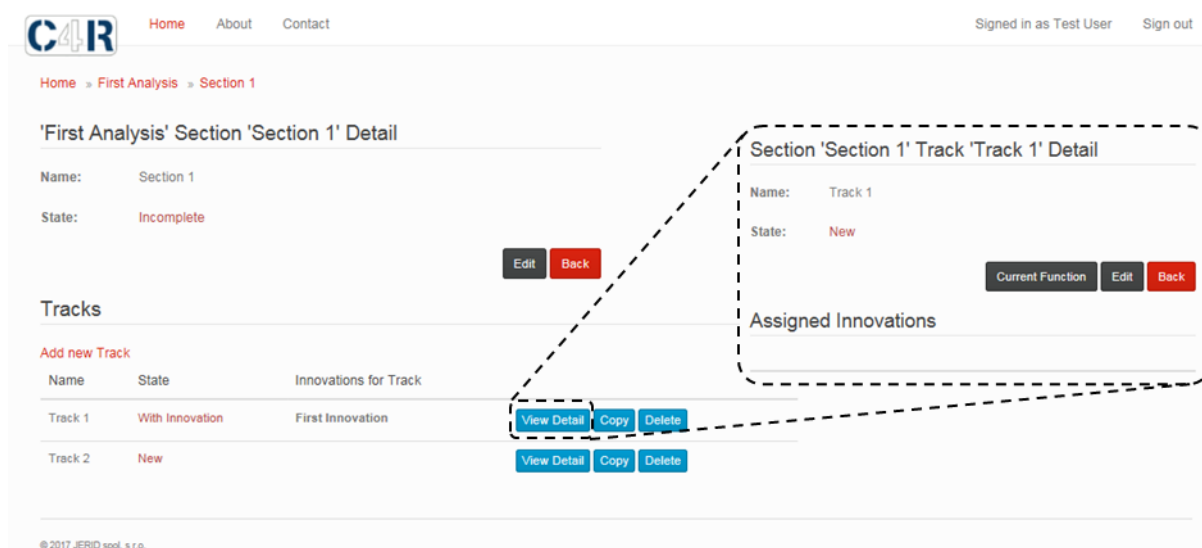 C4R Home About Contact Signed in as Test User Sign out
Home » First Analysis » Section 1
'First Analysis' Section 'Section 1' Detail
Name: Section 1
State: Incomplete
Edit Back
Tracks
Add new Track
Name State Innovations for Track
Track 1 With Innovation First Innovation View Detail Copy Delete
Track 2 New View Detail Copy Delete
© 2017 JERID spol. s r.o.
Section 'Section 1' Track 'Track 1' Detail
Name: Track 1
State: New
Current Function Edit Back
Assigned Innovations